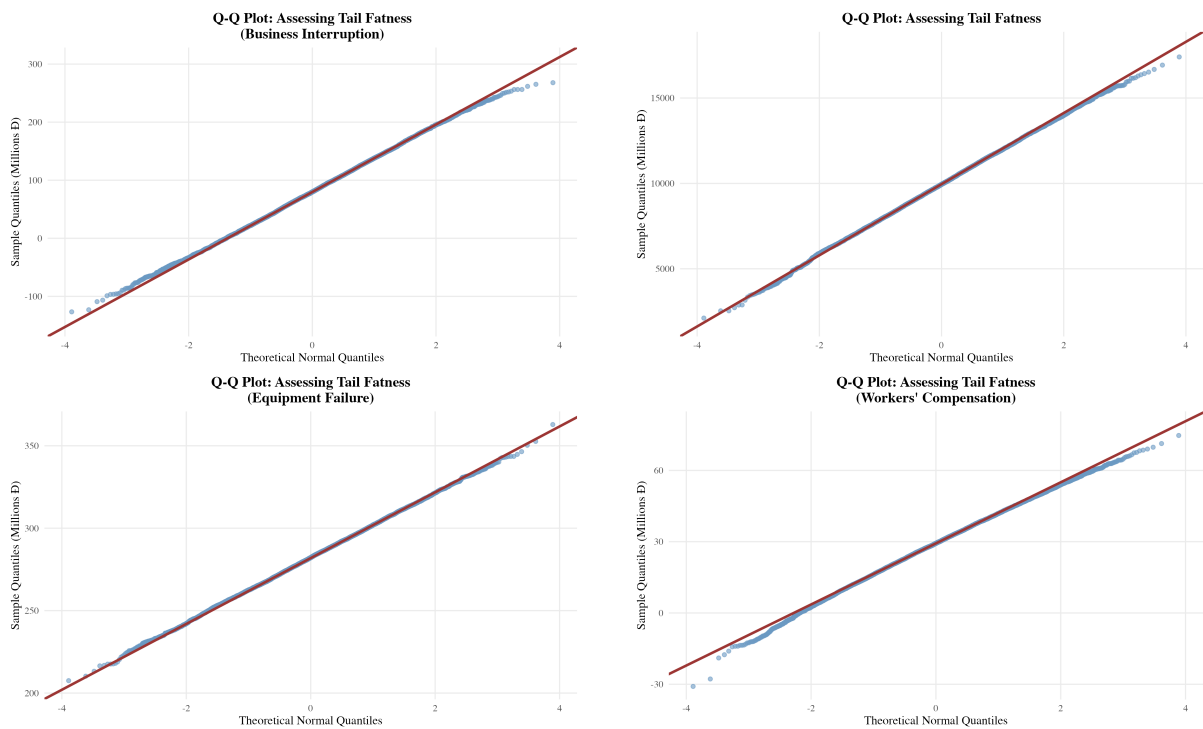 Q-Q Plot: Assessing Tail Fatness
(Business Interruption)
Sample Quantiles (Millions Đ)
300
200
100
0
-100
-4
-2
0
2
4
Theoretical Normal Quantiles
Q-Q Plot: Assessing Tail Fatness
Sample Quantiles (Millions Đ)
15000
10000
5000
-4
-2
0
2
4
Theoretical Normal Quantiles
Q-Q Plot: Assessing Tail Fatness
(Equipment Failure)
Sample Quantiles (Millions Đ)
350
300
250
200
-4
-2
0
2
4
Theoretical Normal Quantiles
Q-Q Plot: Assessing Tail Fatness
(Workers' Compensation)
Sample Quantiles (Millions Đ)
60
30
0
-30
-4
-2
0
2
4
Theoretical Normal Quantiles